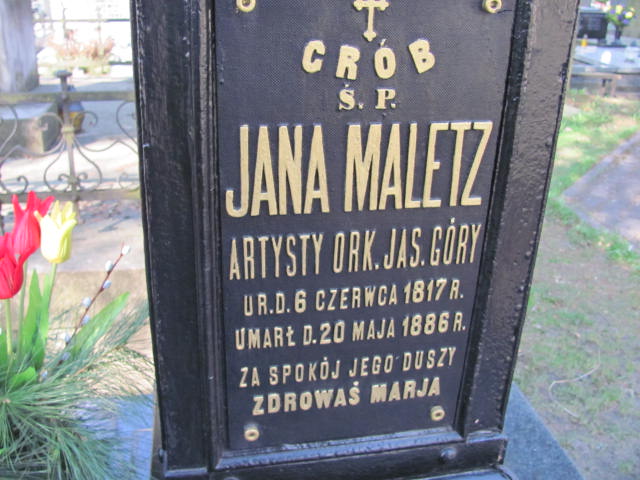 GRÓB
Ś. P.
JANA MALETZ
ARTYSTY ORK. JAS. GÓRY
UR. D. 6 CZERWCA 1817 R.
UMARŁ D. 20 MAJA 1886 R.
ZA SPOKÓJ JEGO DUSZY
ZDROWAŚ MARJA